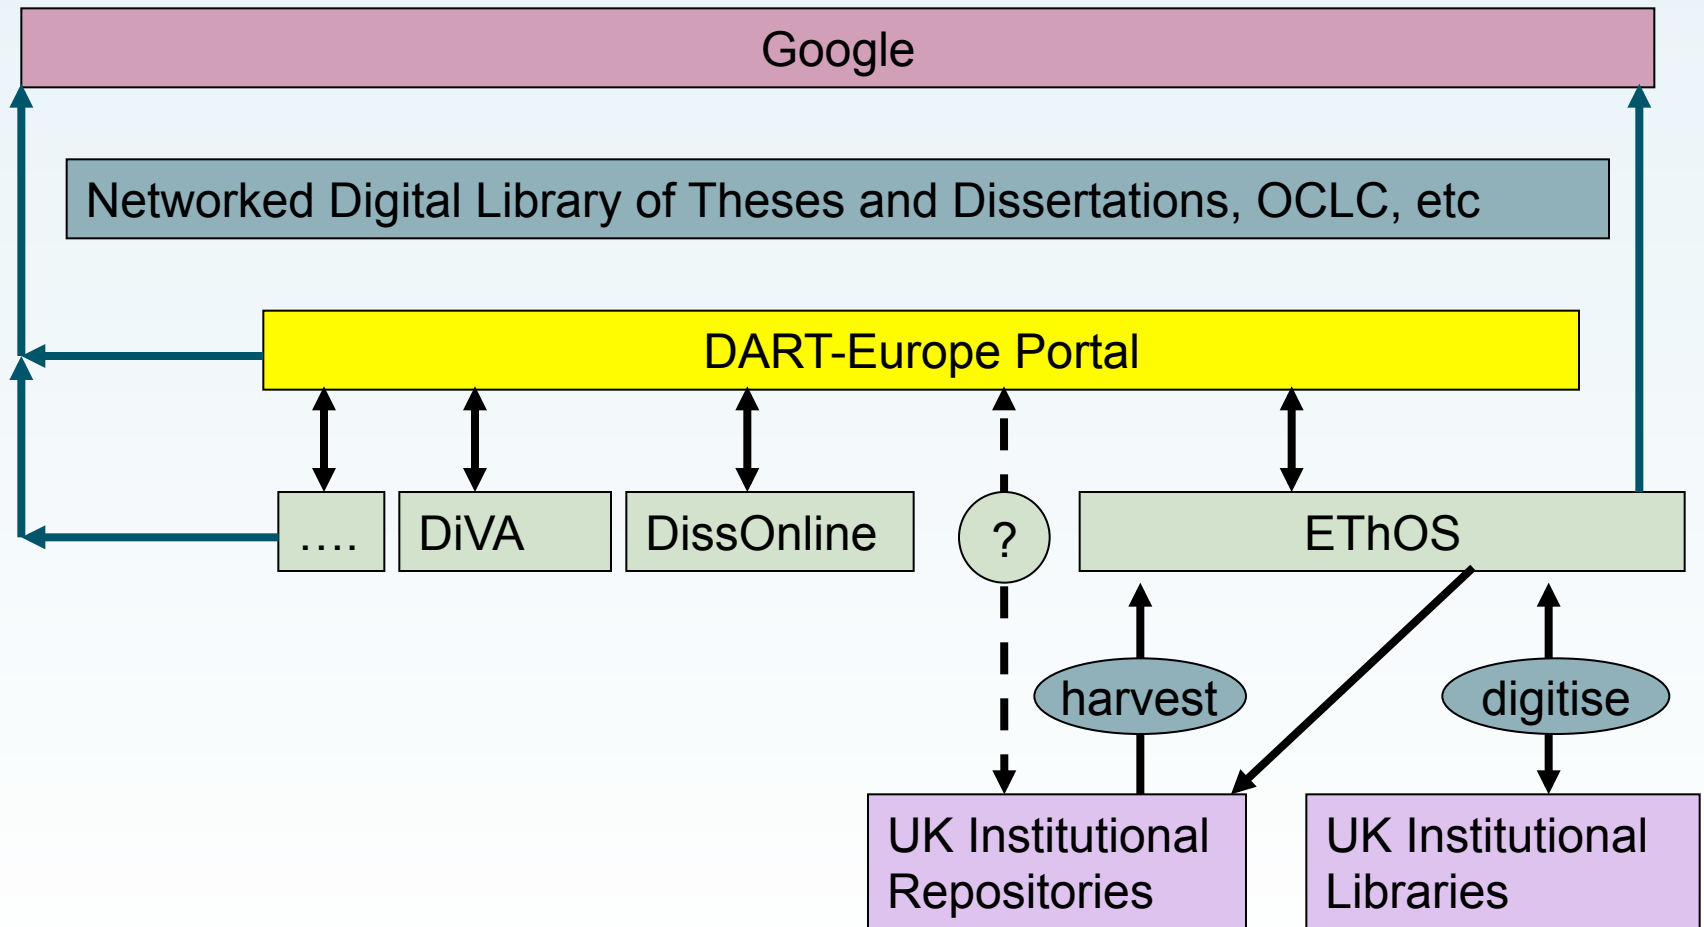 Google
Networked Digital Library of Theses and Dissertations, OCLC, etc
DART-Europe Portal
….
DiVA
DissOnline
?
EThOS
harvest
digitise
UK Institutional
Repositories
UK Institutional
Libraries